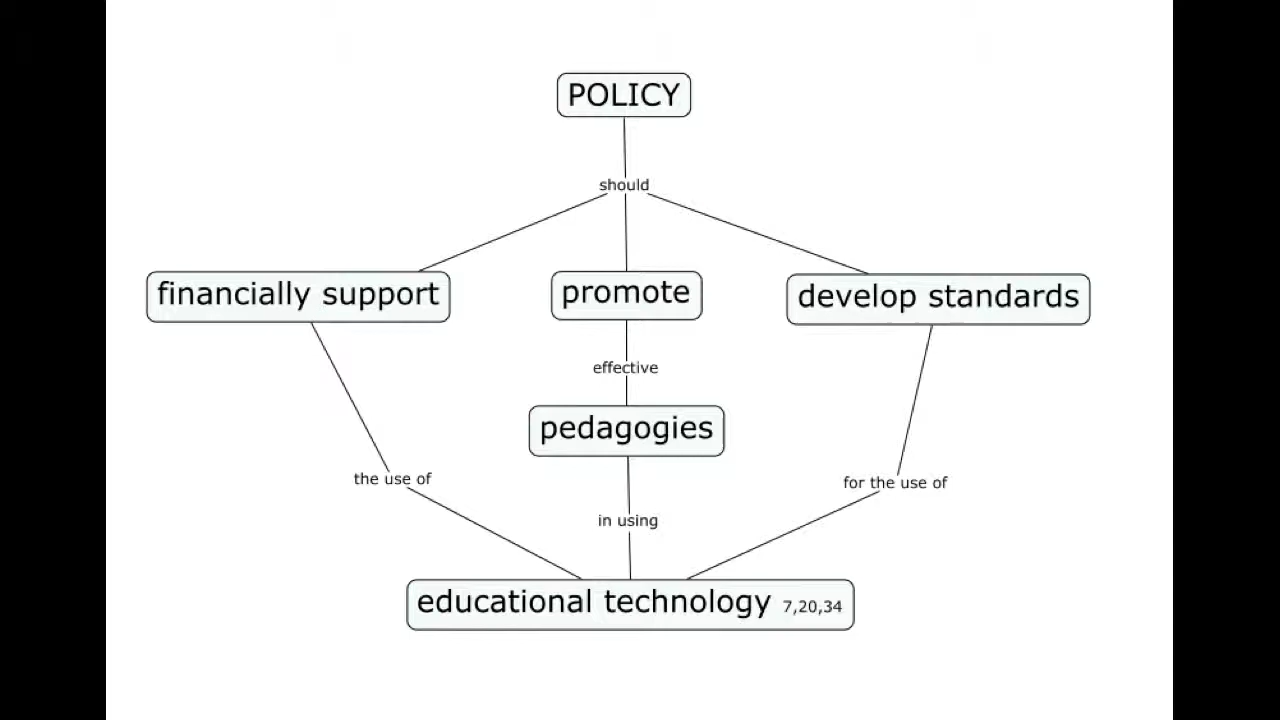 POLICY
should
financially support
promote
develop standards
effective
pedagogies
the use of
for the use of
in using
educational technology 7,20,34